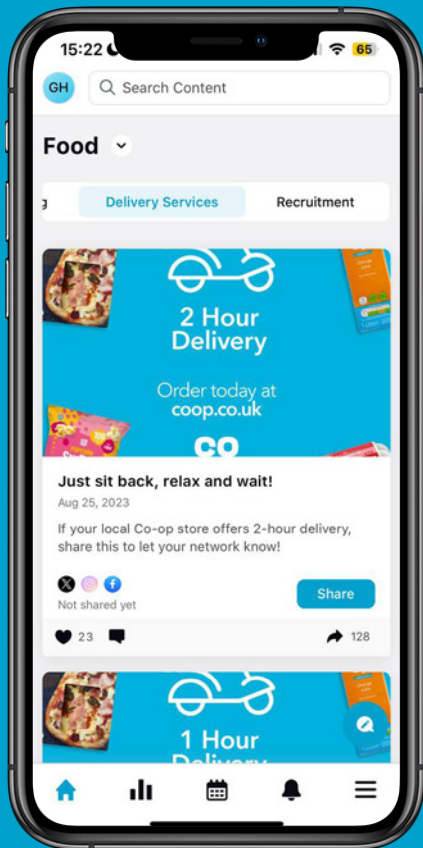 15:22
65
GH
Search Content
Food
g
Delivery Services
Recruitment
2 Hour
Delivery
Order today at
coop.co.uk
CO
Just sit back, relax and wait!
Aug 25, 2023
If your local Co-op store offers 2-hour delivery,
share this to let your network know!
Not shared yet
Share
23
128
1 Hour
Delivery